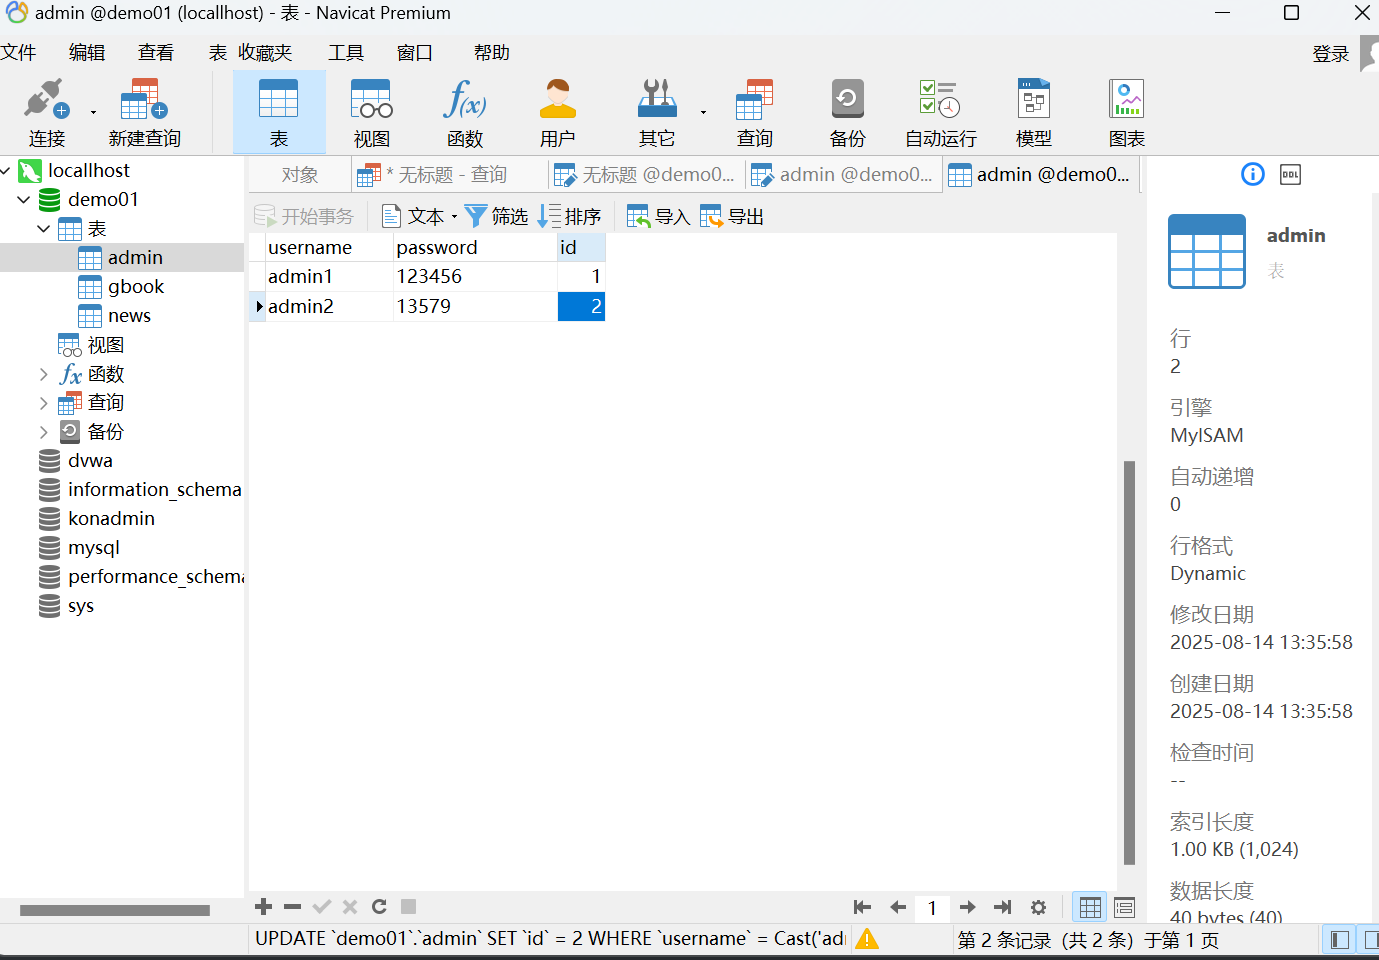 admin @demo01 (locallhost) - 表 - Navicat Premium
文件 编辑 查看 表 收藏夹 工具 窗口 帮助 登录
连接 新建查询 表 视图 函数 用户 其它 查询 备份 自动运行 模型 图表
locallhost
demo01
表
admin
gbook
news
视图
函数
查询
备份
dvwa
information_schema
konadmin
mysql
performance_schema
sys
对象 * 无标题 - 查询 无标题 @demo0... admin @demo0... admin @demo0...
开始事务 文本 筛选 排序 导入 导出
username password id
admin1 123456 1
admin2 13579 2
1
UPDATE `demo01`.`admin` SET `id` = 2 WHERE `username` = Cast('adı
第 2 条记录 (共 2 条) 于第 1 页
DDL
admin
表
行
2
引擎
MyISAM
自动递增
0
行格式
Dynamic
修改日期
2025-08-14 13:35:58
创建日期
2025-08-14 13:35:58
检查时间
--
索引长度
1.00 KB (1,024)
数据长度
40 bytes (40)